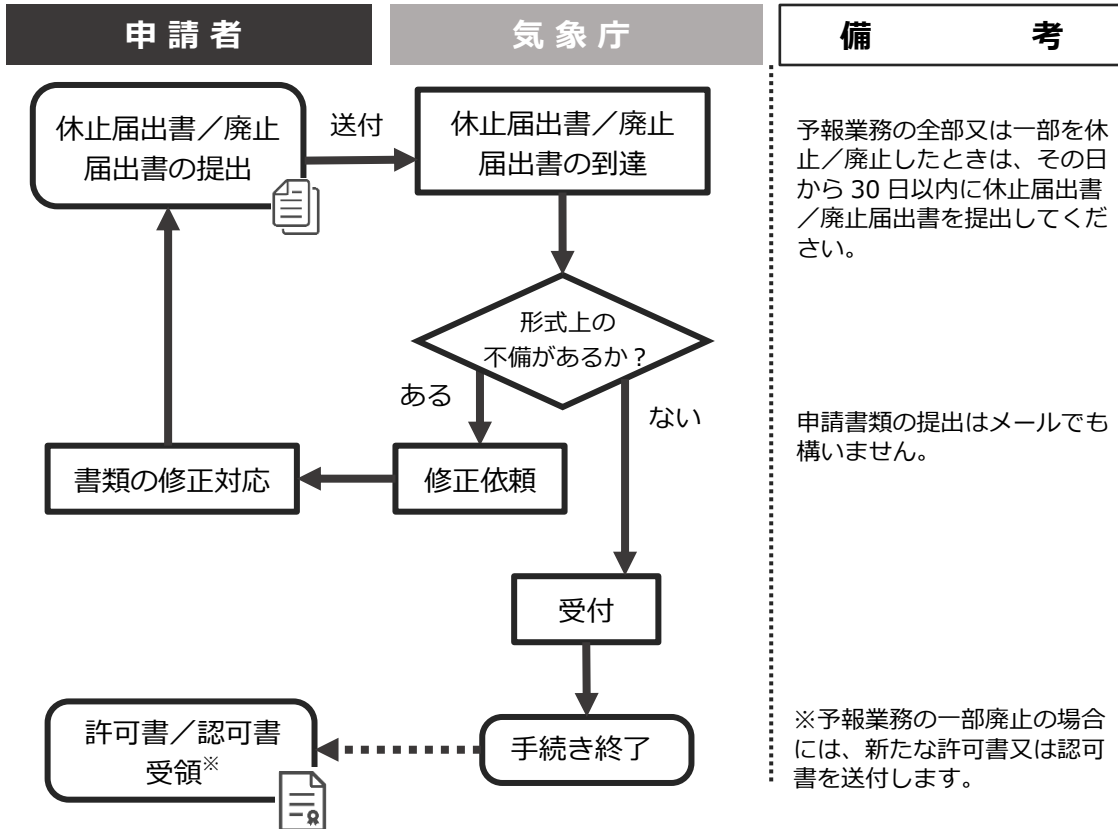 申請者
気象庁
備考
休止届出書／廃止
届出書の提出
送付
休止届出書／廃止
届出書の到達
予報業務の全部又は一部を休
止／廃止したときは、その日
から 30 日以内に休止届出書
／廃止届出書を提出してくだ
さい。
形式上の
不備があるか？
ある
ない
申請書類の提出はメールでも
構いません。
書類の修正対応
修正依頼
受付
許可書／認可書
受領※
手続き終了
※予報業務の一部廃止の場合
には、新たな許可書又は認可
書を送付します。